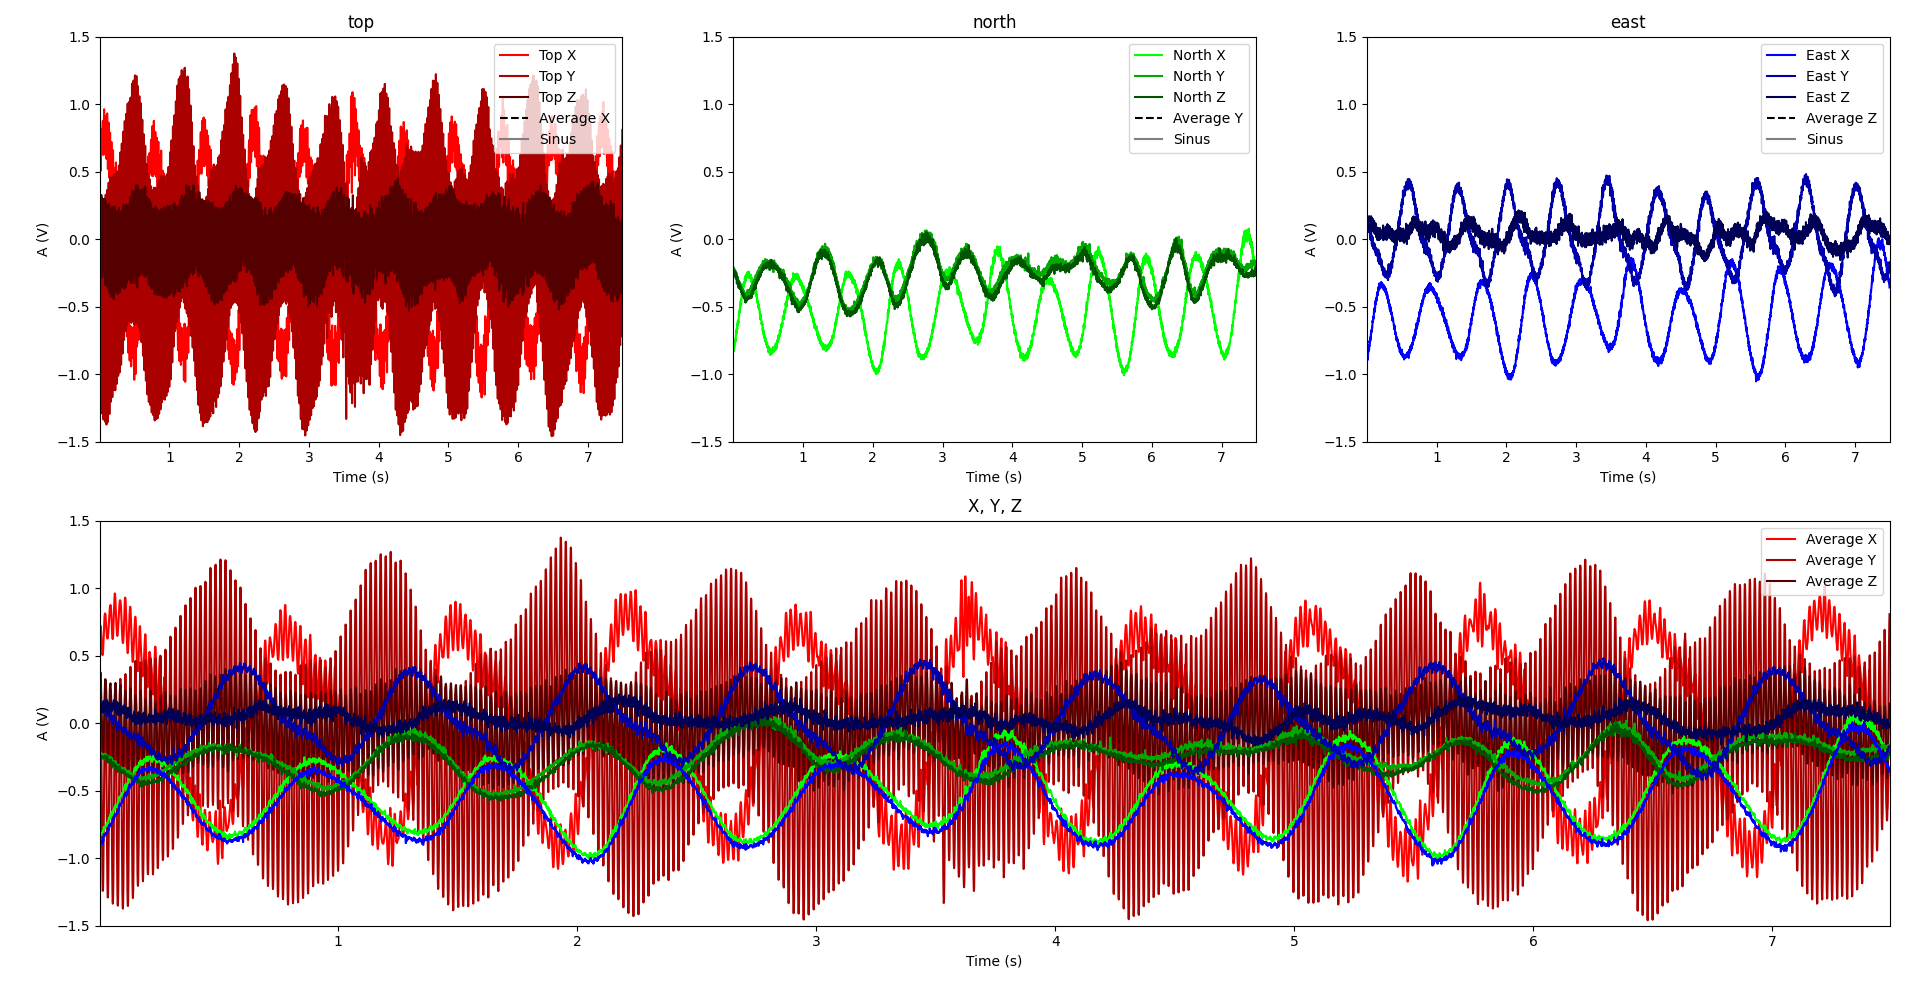 top
1.5
1.0
0.5
0.0
−0.5
−1.0
−1.5
A (V)
1 2 3 4 5 6 7
Time (s)
Top X
Top Y
Top Z
Average X
Sinus
north
1.5
1.0
0.5
0.0
−0.5
−1.0
−1.5
A (V)
1 2 3 4 5 6 7
Time (s)
North X
North Y
North Z
Average Y
Sinus
east
1.5
1.0
0.5
0.0
−0.5
−1.0
−1.5
A (V)
1 2 3 4 5 6 7
Time (s)
East X
East Y
East Z
Average Z
Sinus
X, Y, Z
1.5
1.0
0.5
0.0
−0.5
−1.0
−1.5
A (V)
1 2 3 4 5 6 7
Time (s)
Average X
Average Y
Average Z